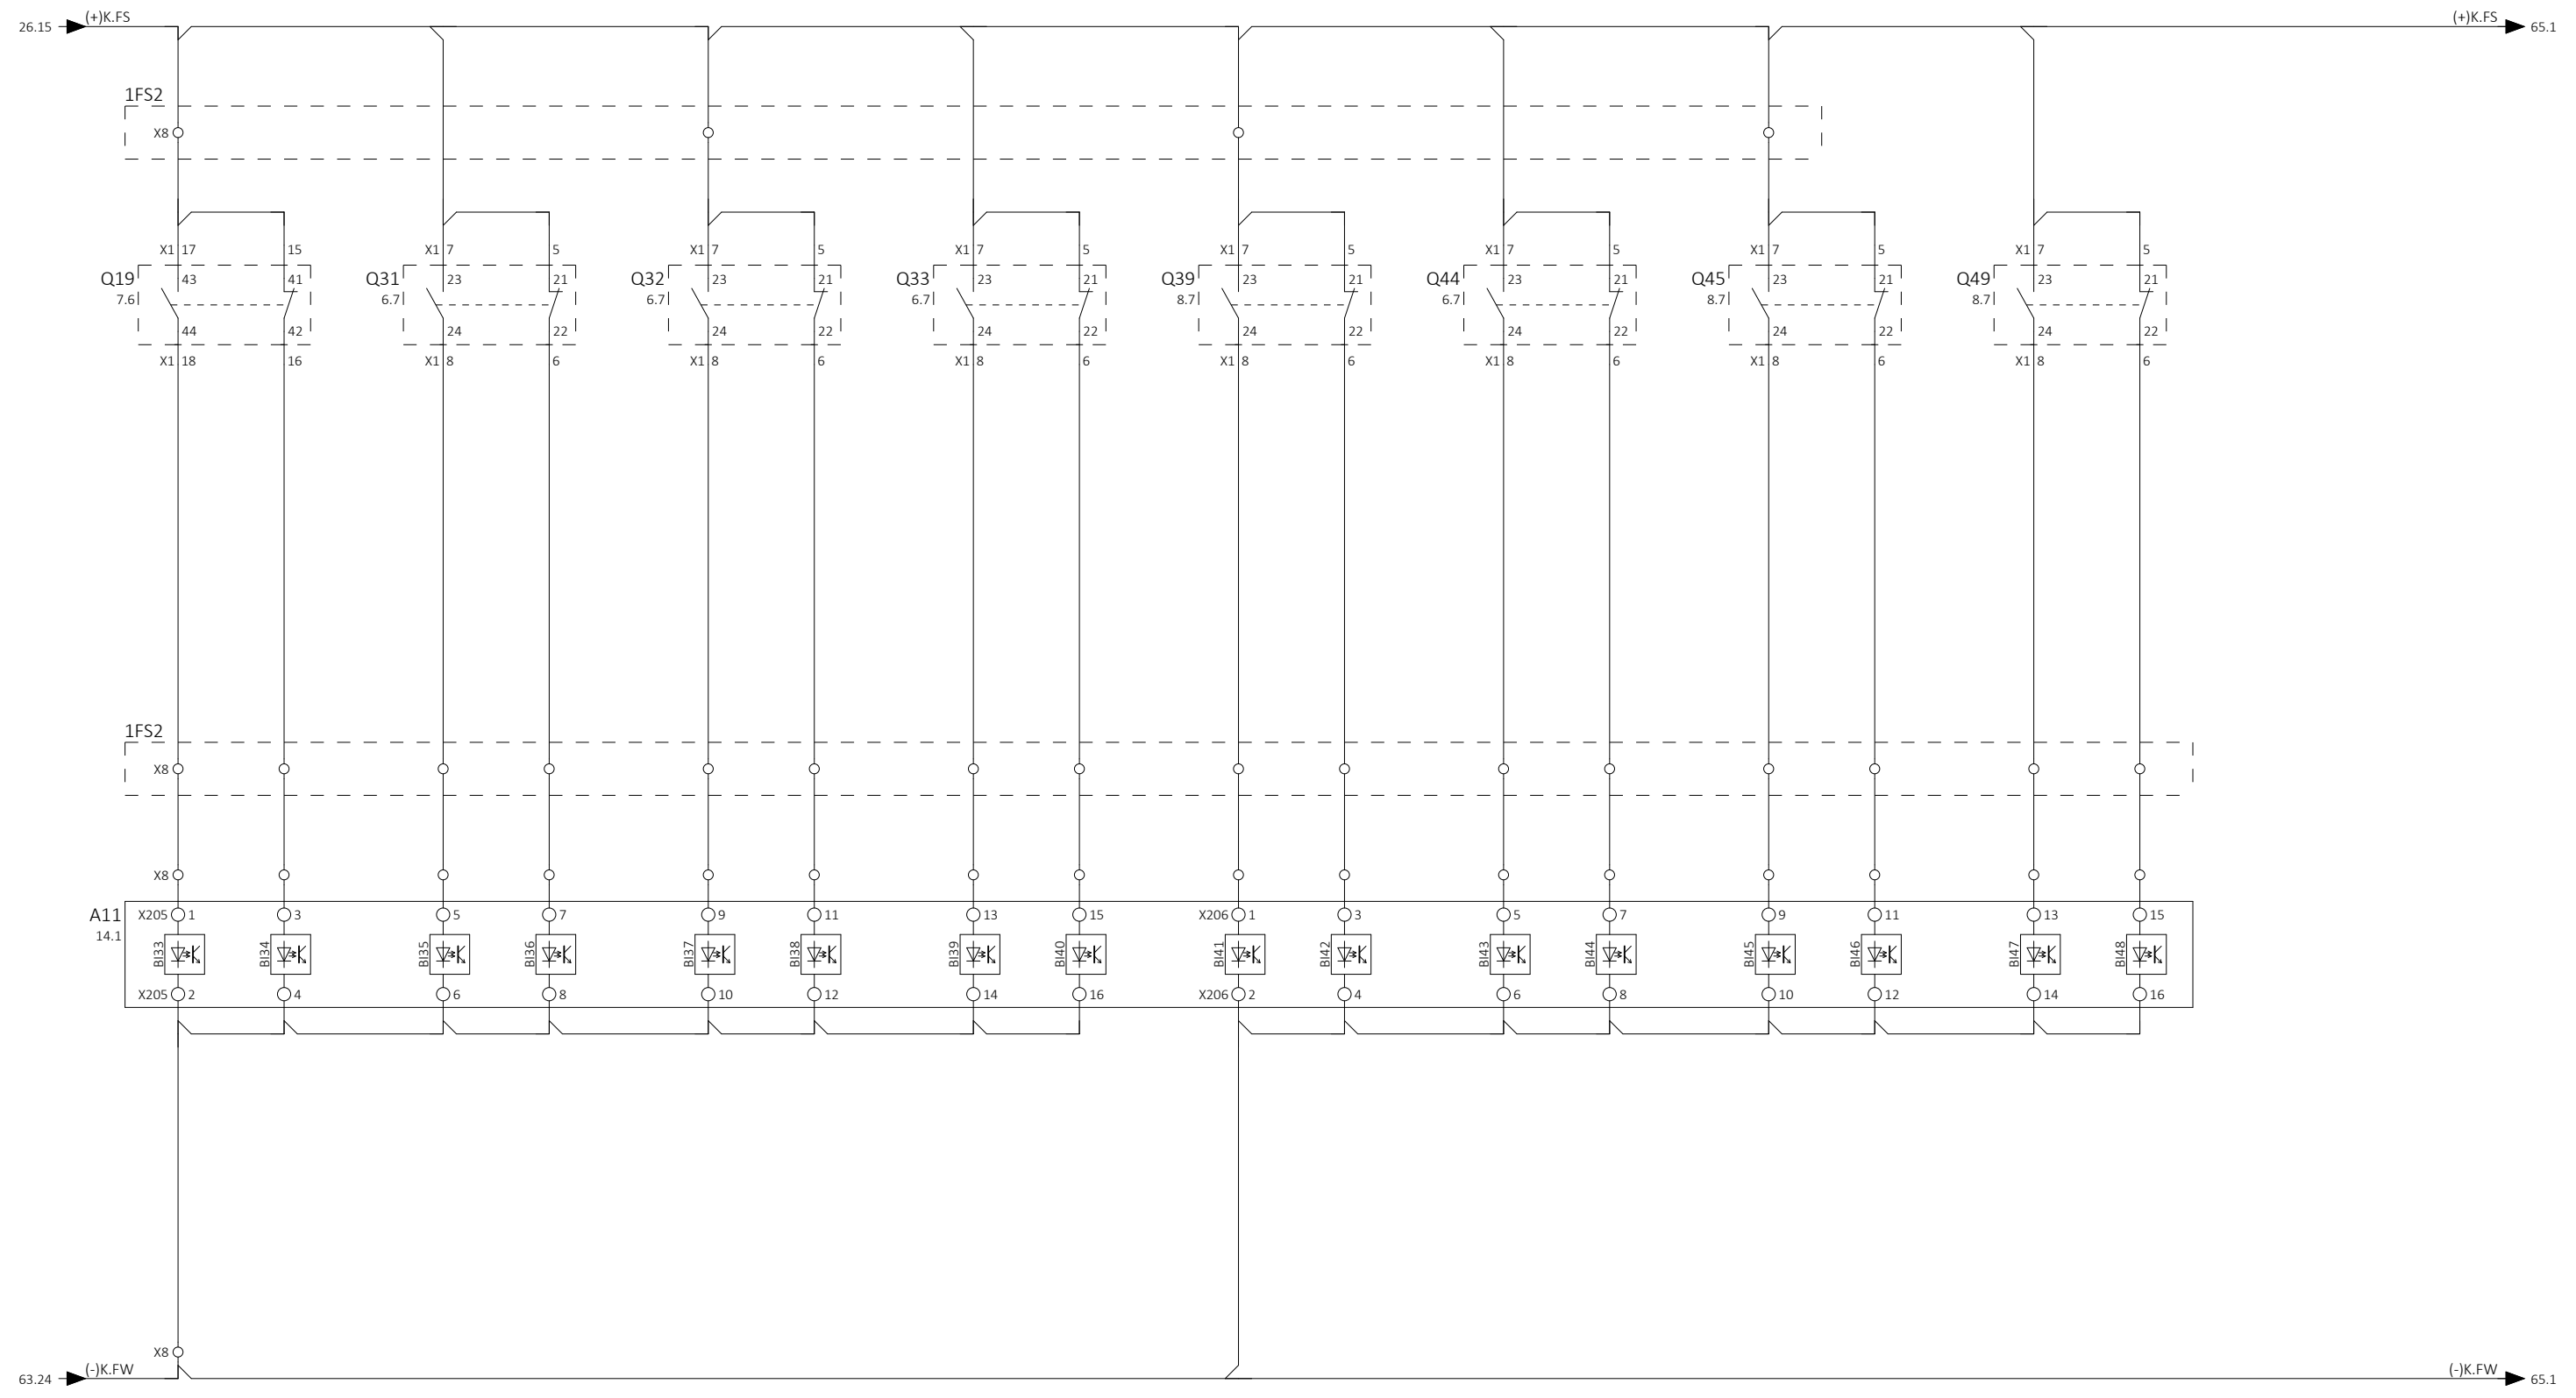 (+)K.FS (+)K.FS
26.15 65.1
1FS2
X8
X1 17 15 X1 7 5 X1 7 5 X1 7 5 X1 7 5 X1 7 5 X1 7 5 X1 7 5
Q19 43 41 Q31 23 21 Q32 23 21 Q33 23 21 Q39 23 21 Q44 23 21 Q45 23 21 Q49 23 21
7.6 6.7 6.7 6.7 8.7 6.7 8.7 8.7
44 42 24 22 24 22 24 22 24 22 24 22 24 22 24 22
X1 18 16 X1 8 6 X1 8 6 X1 8 6 X1 8 6 X1 8 6 X1 8 6 X1 8 6
1FS2
X8
X8
A11 X205 1 3 5 7 9 11 13 15 X206 1 3 5 7 9 11 13 15
14.1
BI33 BI34 BI35 BI36 BI37 BI38 BI39 BI40 BI41 BI42 BI43 BI44 BI45 BI46 BI47 BI48
X205 2 4 6 8 10 12 14 16 X206 2 4 6 8 10 12 14 16
X8
(-)K.FW (-)K.FW
63.24 65.1